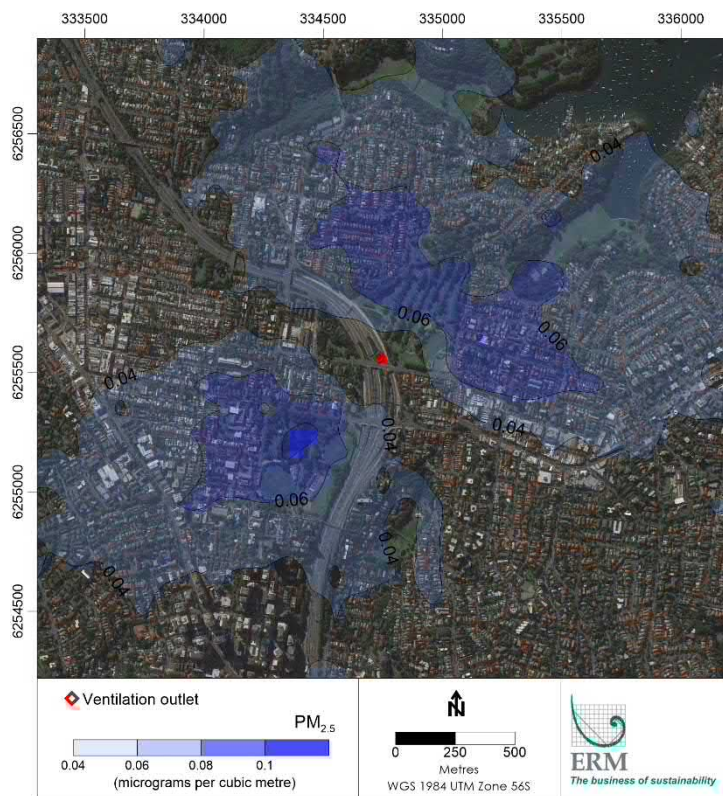 333500 334000 334500 335000 335500 336000
6256500
6256000
6255500
6255000
6254500
0.04
0.06
0.06
0.04
0.04
0.04
0.06
0.04
0.04
Ventilation outlet
PM2.5
0.04 0.06 0.08 0.1
(micrograms per cubic metre)
N
0 250 500
Metres
WGS 1984 UTM Zone 56S
ERM
The business of sustainability